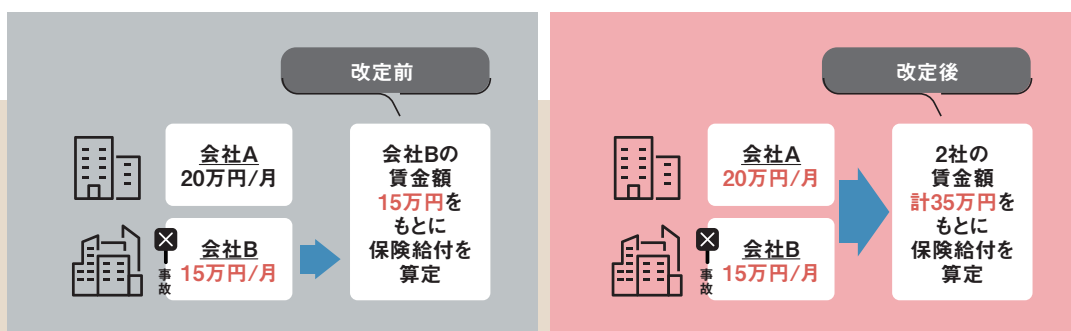 改定前
会社A
20万円/月
会社B
15万円/月
事故
会社Bの
賃金額
15万円を
もとに
保険給付を
算定
改定後
会社A
20万円/月
会社B
15万円/月
事故
2社の
賃金額
計35万円を
もとに
保険給付を
算定